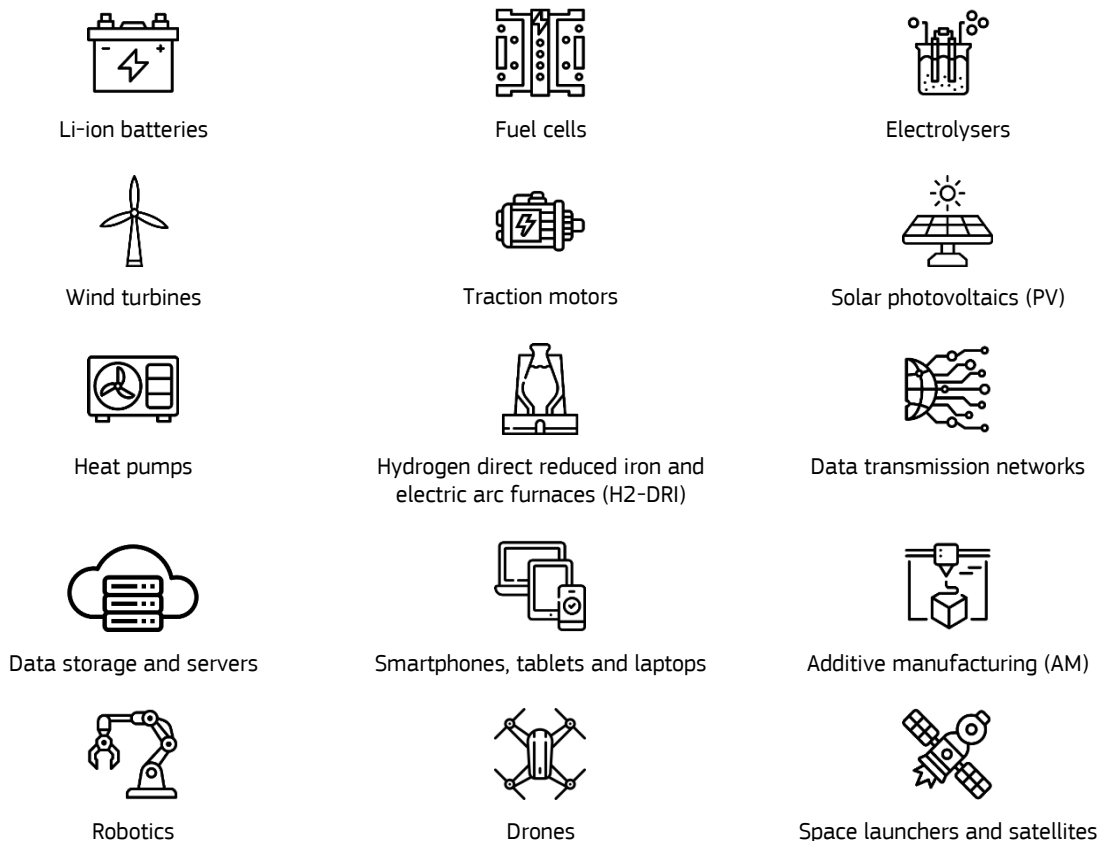 Li-ion batteries
Fuel cells
Electrolysers
Wind turbines
Traction motors
Solar photovoltaics (PV)
Heat pumps
Hydrogen direct reduced iron and
electric arc furnaces (H2-DRI)
Data transmission networks
Data storage and servers
Smartphones, tablets and laptops
Additive manufacturing (AM)
Robotics
Drones
Space launchers and satellites